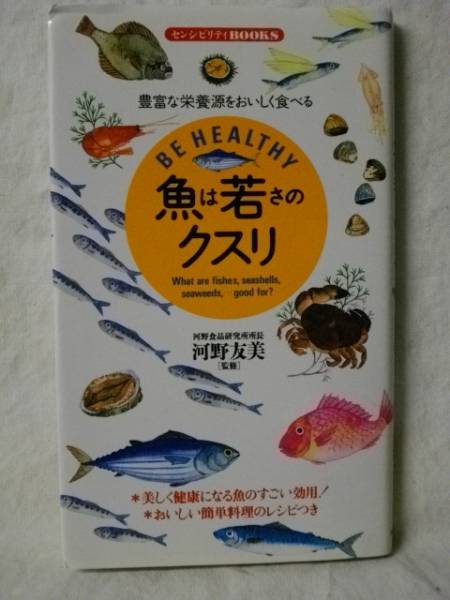 センシビリティBOOKS
豊富な栄養源をおいしく食べる
BE HEALTHY
魚は若さの
クスリ
What are fishes, seashells,
seaweeds, good for?
河野食品研究所所長
河野友美
[監修]
*美しく健康になる魚のすごい効用!
*おいしい簡単料理のレシピつき